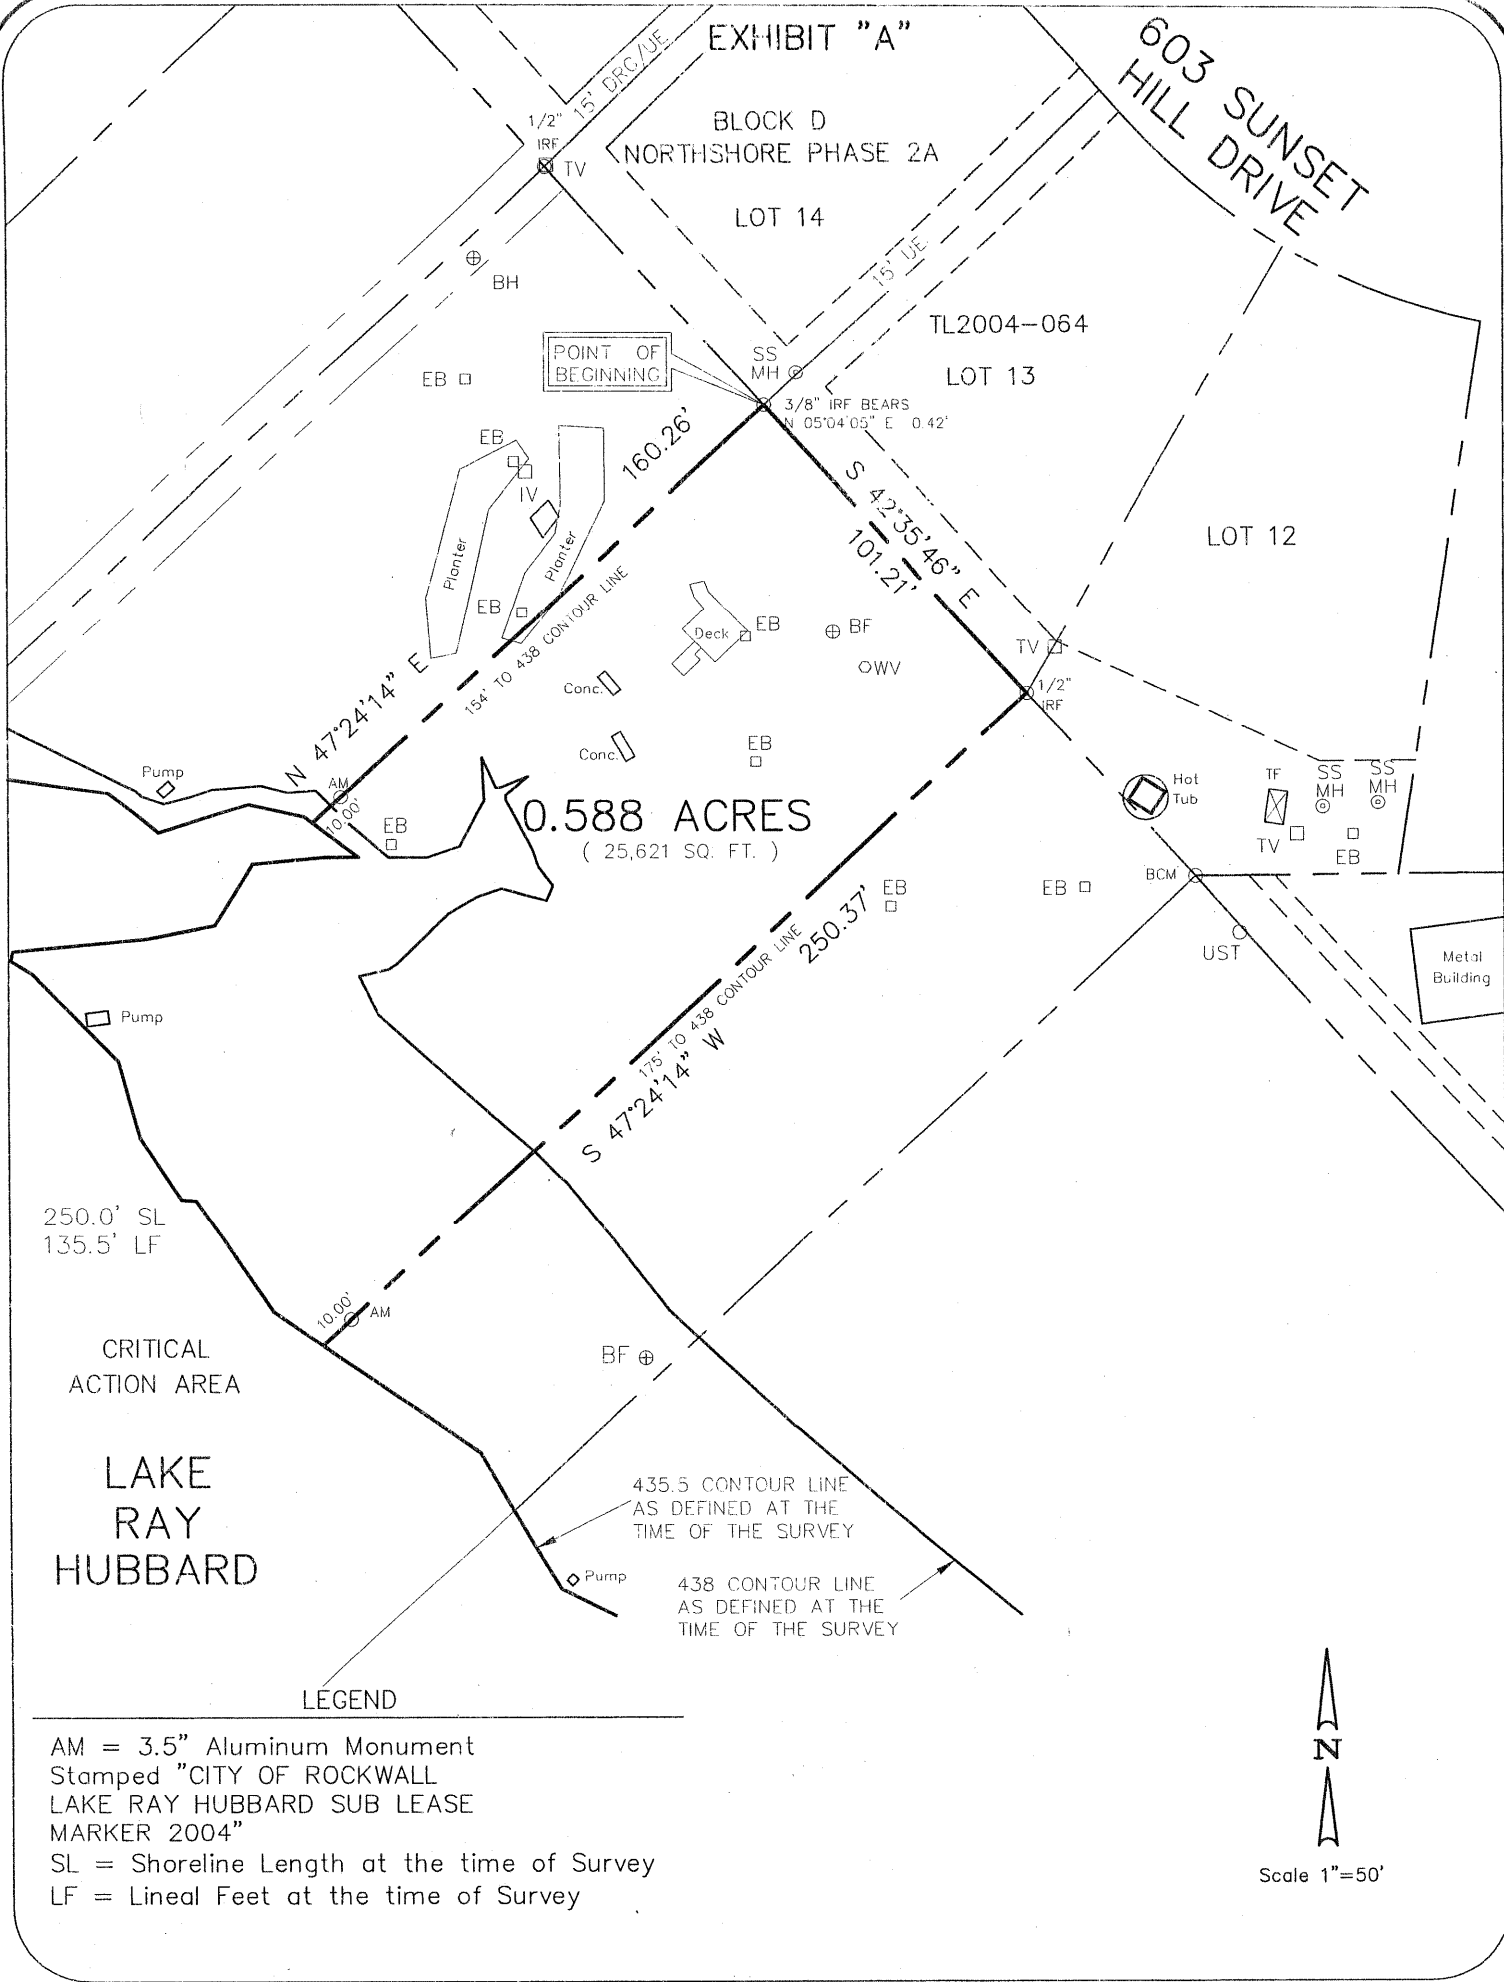 EXHIBIT "A"
603 SUNSET
HILL DRIVE
15' DRC/UE
1/2"
IRF
TV
BLOCK D
NORTHSHORE PHASE 2A
LOT 14
BH
15' UE
TL2004-064
LOT 13
POINT OF
BEGINNING
SS
MH
EB
3/8" IRF BEARS
N 05°04'05" E 0.42'
160.26'
EB
IV
Planter
Planter
S 42°35'46" E
101.21'
LOT 12
EB
154' TO 438 CONTOUR LINE
Deck
EB
BF
WV
TV
1/2"
IRF
N 47°24'14" E
Conc.
Conc.
EB
Pump
AM
10.00'
EB
0.588 ACRES
( 25,621 SQ. FT. )
Hot
Tub
TF
SS
MH
SS
MH
TV
EB
BCM
EB
EB
UST
Metal
Building
250.37'
175' TO 438 CONTOUR LINE
S 47°24'14" W
Pump
250.0' SL
135.5' LF
10.00'
AM
CRITICAL
ACTION AREA
BF
LAKE
RAY
HUBBARD
435.5 CONTOUR LINE
AS DEFINED AT THE
TIME OF THE SURVEY
Pump
438 CONTOUR LINE
AS DEFINED AT THE
TIME OF THE SURVEY
LEGEND
AM = 3.5" Aluminum Monument
Stamped "CITY OF ROCKWALL
LAKE RAY HUBBARD SUB LEASE
MARKER 2004"
SL = Shoreline Length at the time of Survey
LF = Lineal Feet at the time of Survey
N
Scale 1"=50'